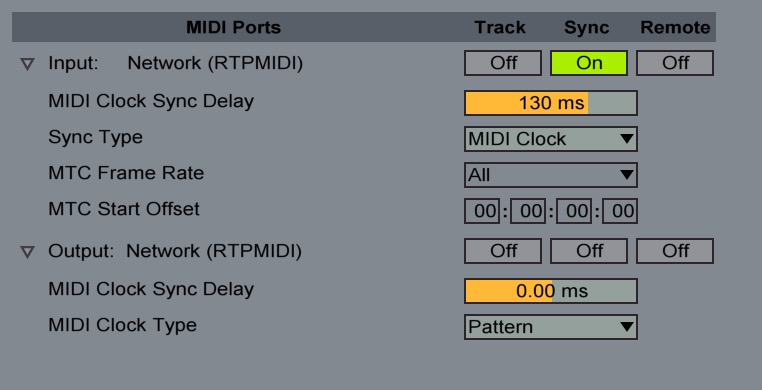 MIDI Ports Track Sync Remote
Input: Network (RTPMIDI) Off On Off
MIDI Clock Sync Delay 130 ms
Sync Type MIDI Clock
MTC Frame Rate All
MTC Start Offset 00:00:00:00
Output: Network (RTPMIDI) Off Off Off
MIDI Clock Sync Delay 0.00 ms
MIDI Clock Type Pattern